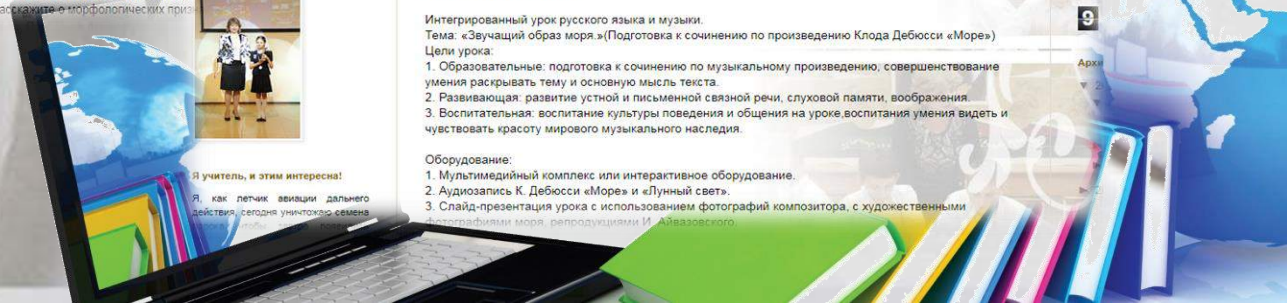 асскажите о морфологических приз
Интегрированный урок русского языка и музыки.
Тема: «Звучащий образ моря.»(Подготовка к сочинению по произведению Клода Дебюсси «Море»)
Цели урока:
1. Образовательные: подготовка к сочинению по музыкальному произведению, совершенствование
умения раскрывать тему и основную мысль текста.
2. Развивающая: развитие устной и письменной связной речи, слуховой памяти, воображения.
3. Воспитательная: воспитание культуры поведения и общения на уроке,воспитания умения видеть и
чувствовать красоту мирового музыкального наследия.
Оборудование:
1. Мультимедийный комплекс или интерактивное оборудование.
2. Аудиозапись К. Дебюсси «Море» и «Лунный свет».
3. Слайд-презентация урока с использованием фотографий композитора, с художественными
фотографиями моря, репродукциями И. Айвазовского.
Я учитель, и этим интересна!
Я, как летчик авиации дальнего
действия, сегодня уничтожаю семена
чтобы
9
Архи